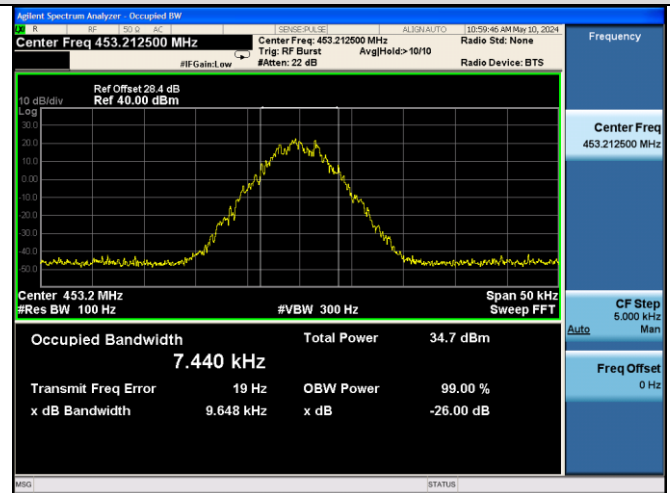 Agilent Spectrum Analyzer - Occupied BW
R RF 50 Ω AC SENSE:PULSE ALIGN AUTO 10:59:46 AM May 10, 2024
Center Freq 453.212500 MHz Center Freq: 453.212500 MHz Radio Std: None
Trig: RF Burst Avg|Hold:> 10/10
#IFGain:Low #Atten: 22 dB Radio Device: BTS
Frequency
Ref Offset 28.4 dB
10 dB/div Ref 40.00 dBm
Log
30.0
20.0
10.0
0.00
-10.0
-20.0
-30.0
-40.0
-50.0
Center 453.2 MHz Span 50 kHz
#Res BW 100 Hz #VBW 300 Hz Sweep FFT
Occupied Bandwidth Total Power 34.7 dBm
7.440 kHz
Transmit Freq Error 19 Hz OBW Power 99.00 %
x dB Bandwidth 9.648 kHz x dB -26.00 dB
Center Freq
453.212500 MHz
CF Step
5.000 kHz
Auto Man
Freq Offset
0 Hz
MSG STATUS